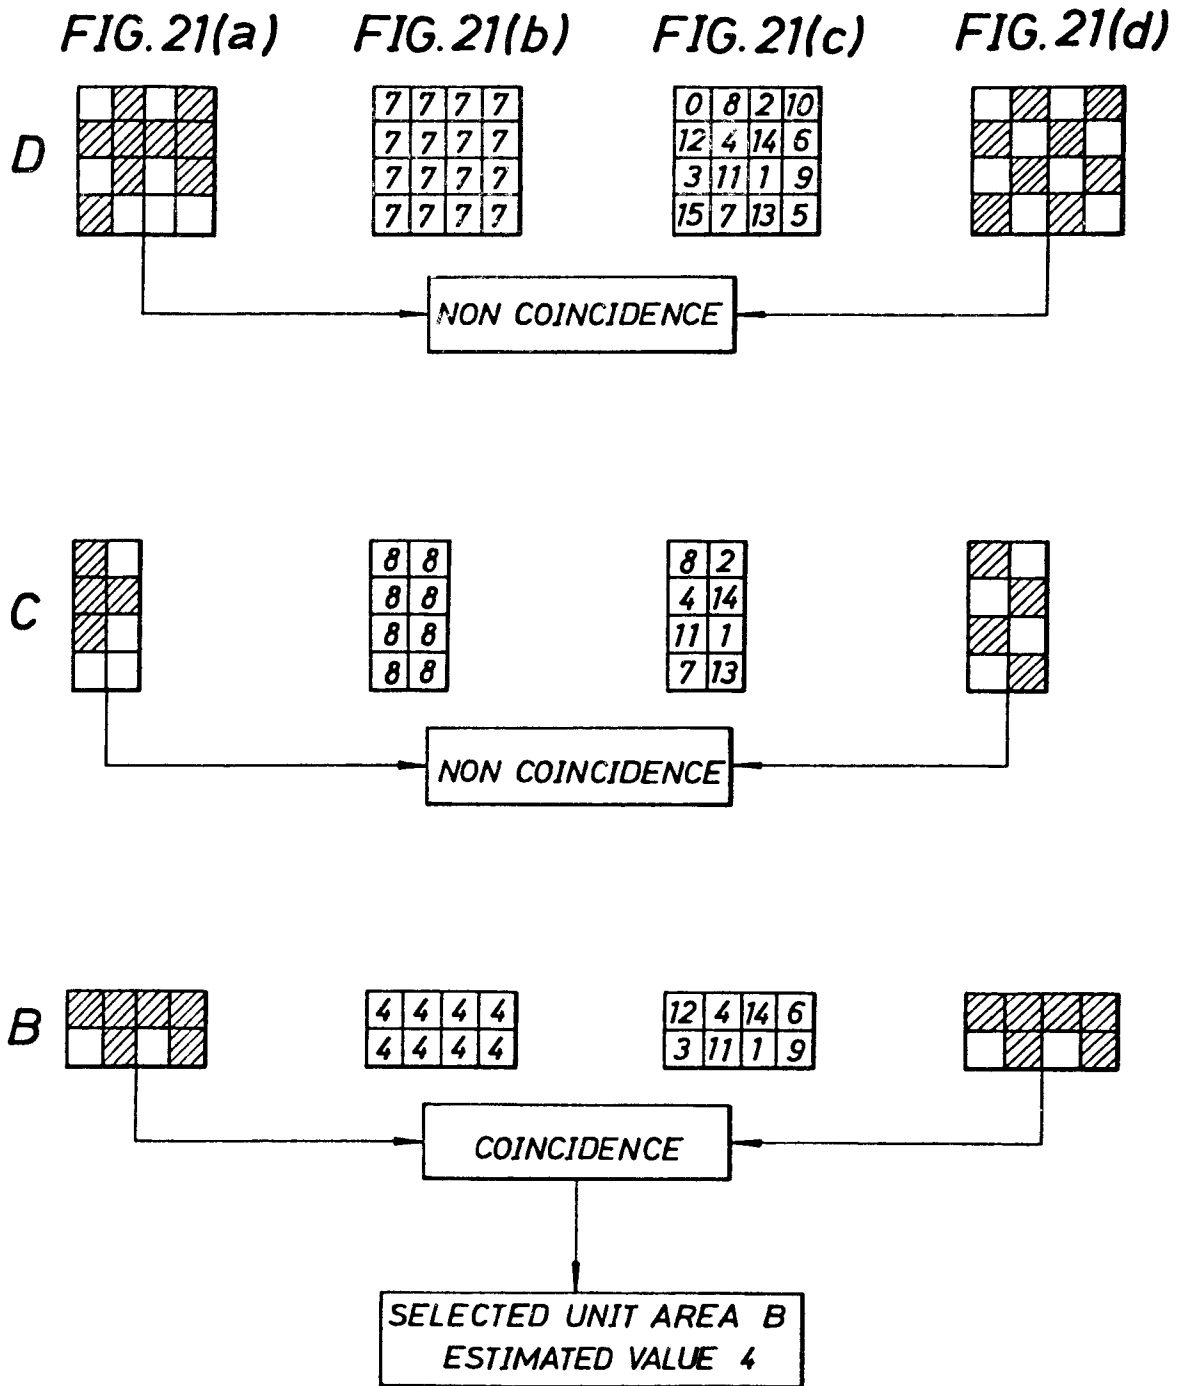 FIG. 21(a) FIG. 21(b) FIG. 21(c) FIG. 21(d)
D
7 7 7 7
7 7 7 7
7 7 7 7
7 7 7 7
0 8 2 10
12 4 14 6
3 11 1 9
15 7 13 5
NON COINCIDENCE
C
8 8
8 8
8 8
8 8
8 2
4 14
11 1
7 13
NON COINCIDENCE
B
4 4 4 4
4 4 4 4
12 4 14 6
3 11 1 9
COINCIDENCE
SELECTED UNIT AREA B
ESTIMATED VALUE 4